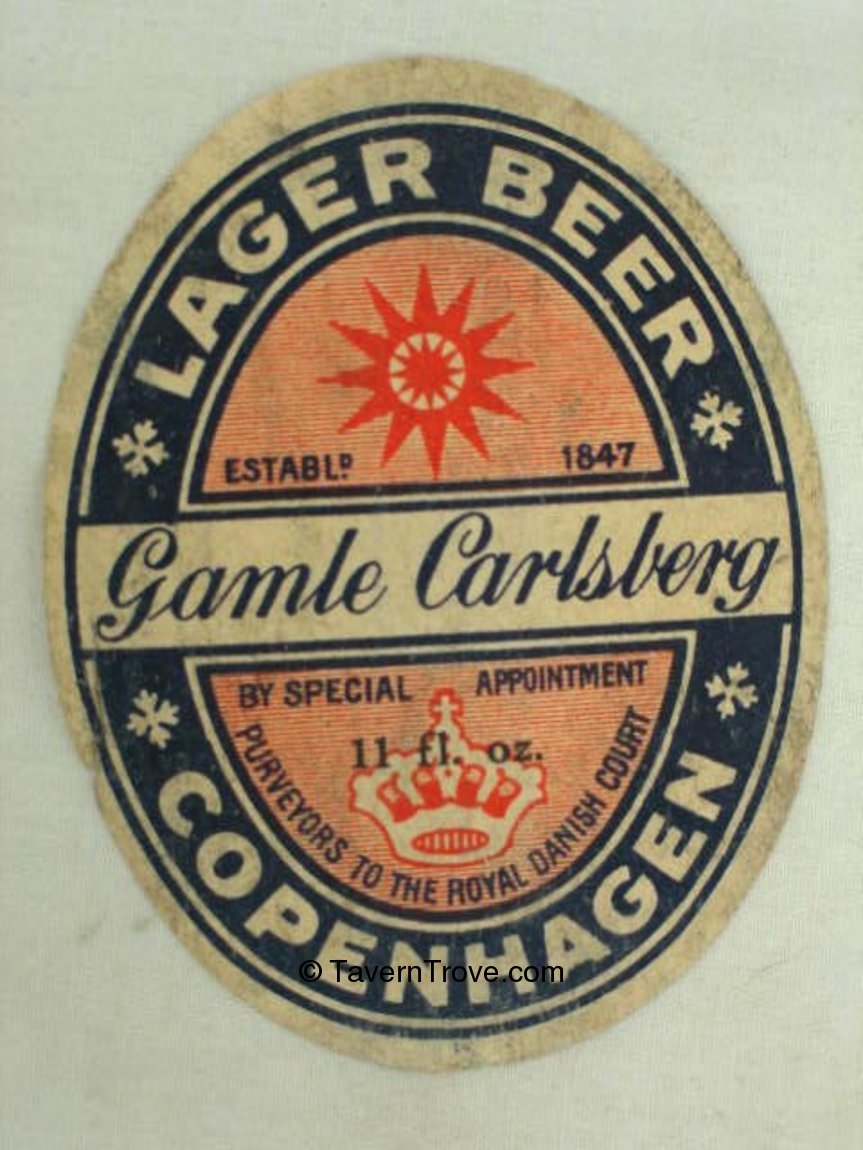 LAGER BEER
ESTABLD 1847
Gamle Carlsberg
BY SPECIAL APPOINTMENT
11 fl. oz.
PURVEYORS TO THE ROYAL DANISH COURT
COPENHAGEN
© TavernTrove.com